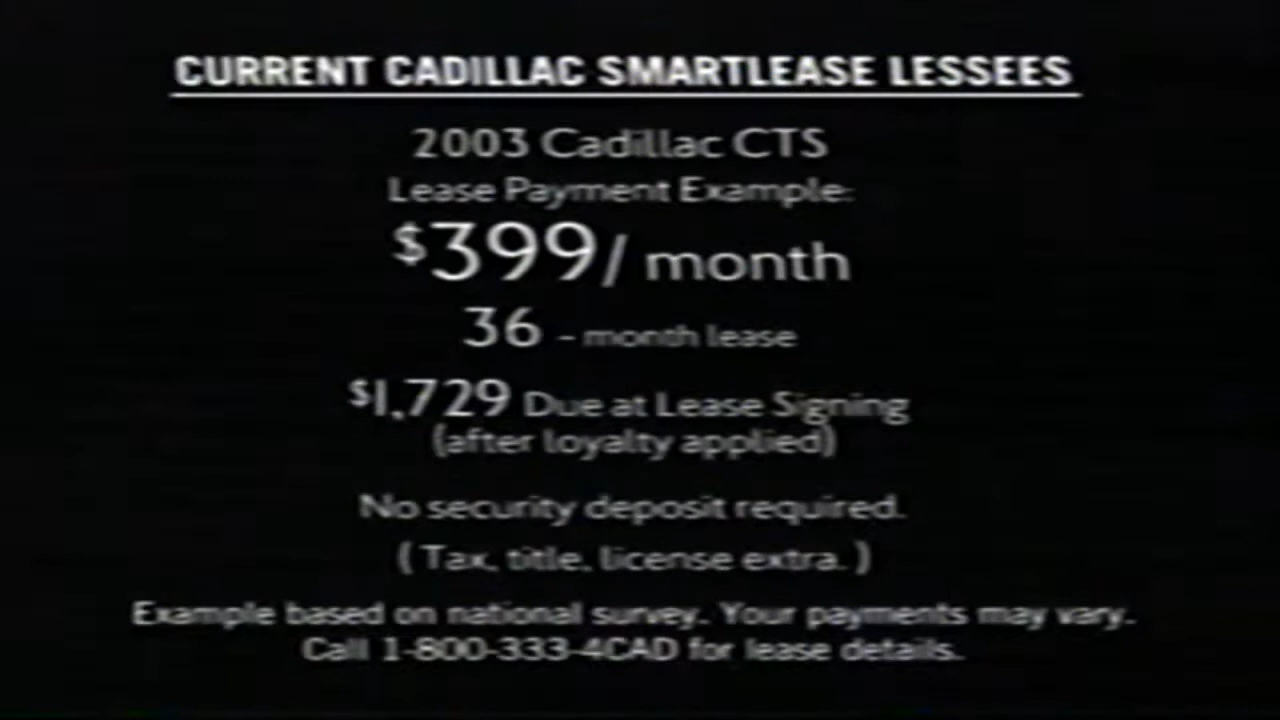 CURRENT CADILLAC SMARTLEASE LESSEES
2003 Cadillac CTS
Lease Payment Example:
$399/ month
36 - month lease
$1,729 Due at Lease Signing
(after loyalty applied)
No security deposit required.
( Tax, title, license extra. )
Example based on national survey. Your payments may vary.
Call 1-800-333-4CAD for lease details.